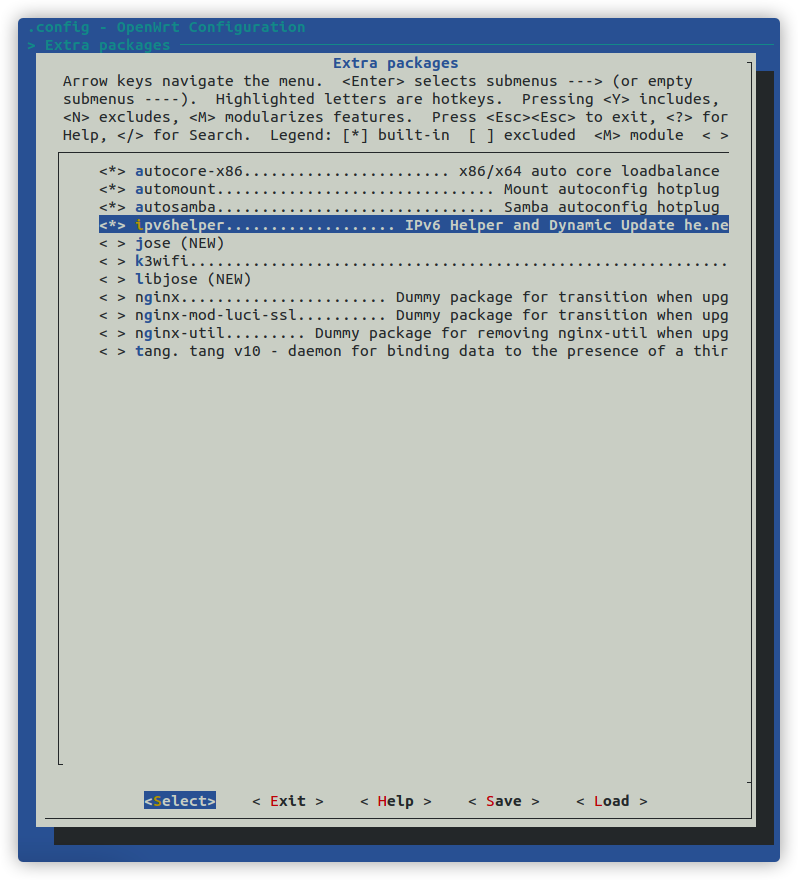 .config - OpenWrt Configuration
> Extra packages
Extra packages
Arrow keys navigate the menu.  <Enter> selects submenus ---> (or empty
submenus ----).  Highlighted letters are hotkeys.  Pressing <Y> includes,
<N> excludes, <M> modularizes features.  Press <Esc><Esc> to exit, <?> for
Help, </> for Search.  Legend: [*] built-in  [ ] excluded  <M> module  < >
<*> autocore-x86....................... x86/x64 auto core loadbalance
<*> automount............................... Mount autoconfig hotplug
<*> autosamba............................... Samba autoconfig hotplug
<*> ipv6helper................... IPv6 Helper and Dynamic Update he.ne
< > jose (NEW)
< > k3wifi............................................................
< > libjose (NEW)
< > nginx....................... Dummy package for transition when upg
< > nginx-mod-luci-ssl.......... Dummy package for transition when upg
< > nginx-util......... Dummy package for removing nginx-util when upg
< > tang. tang v10 - daemon for binding data to the presence of a thir
<Select>    < Exit >    < Help >    < Save >    < Load >